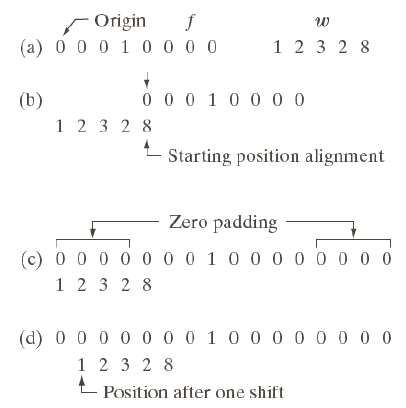 Origin f w
(a) 0 0 0 1 0 0 0 0 1 2 3 2 8
(b) 0 0 0 1 0 0 0 0
1 2 3 2 8
Starting position alignment
Zero padding
(c) 0 0 0 0 0 0 0 1 0 0 0 0 0 0 0 0
1 2 3 2 8
(d) 0 0 0 0 0 0 0 1 0 0 0 0 0 0 0 0
1 2 3 2 8
Position after one shift